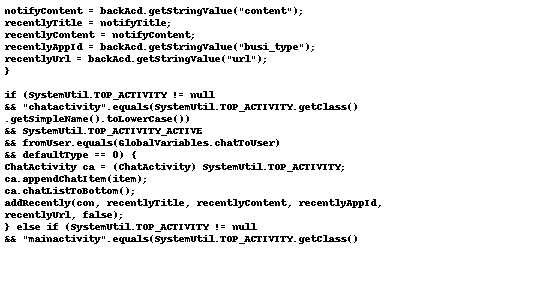 notifyContent = backAcd.getStringValue("content");
recentlyTitle = notifyTitle;
recentlyContent = notifyContent;
recentlyAppId = backAcd.getStringValue("busi_type");
recentlyUrl = backAcd.getStringValue("url");
}
if (SystemUtil.TOP_ACTIVITY != null
&& "chatactivity".equals(SystemUtil.TOP_ACTIVITY.getClass()
.getSimpleName().toLowerCase())
&& SystemUtil.TOP_ACTIVITY_ACTIVE
&& fromUser.equals(GlobalVariables.chatToUser)
&& defaultType == 0) {
ChatActivity ca = (ChatActivity) SystemUtil.TOP_ACTIVITY;
ca.appendChatItem(item);
ca.chatListToBottom();
addRecently(con, recentlyTitle, recentlyContent, recentlyAppId,
recentlyUrl, false);
} else if (SystemUtil.TOP_ACTIVITY != null
&& "mainactivity".equals(SystemUtil.TOP_ACTIVITY.getClass()